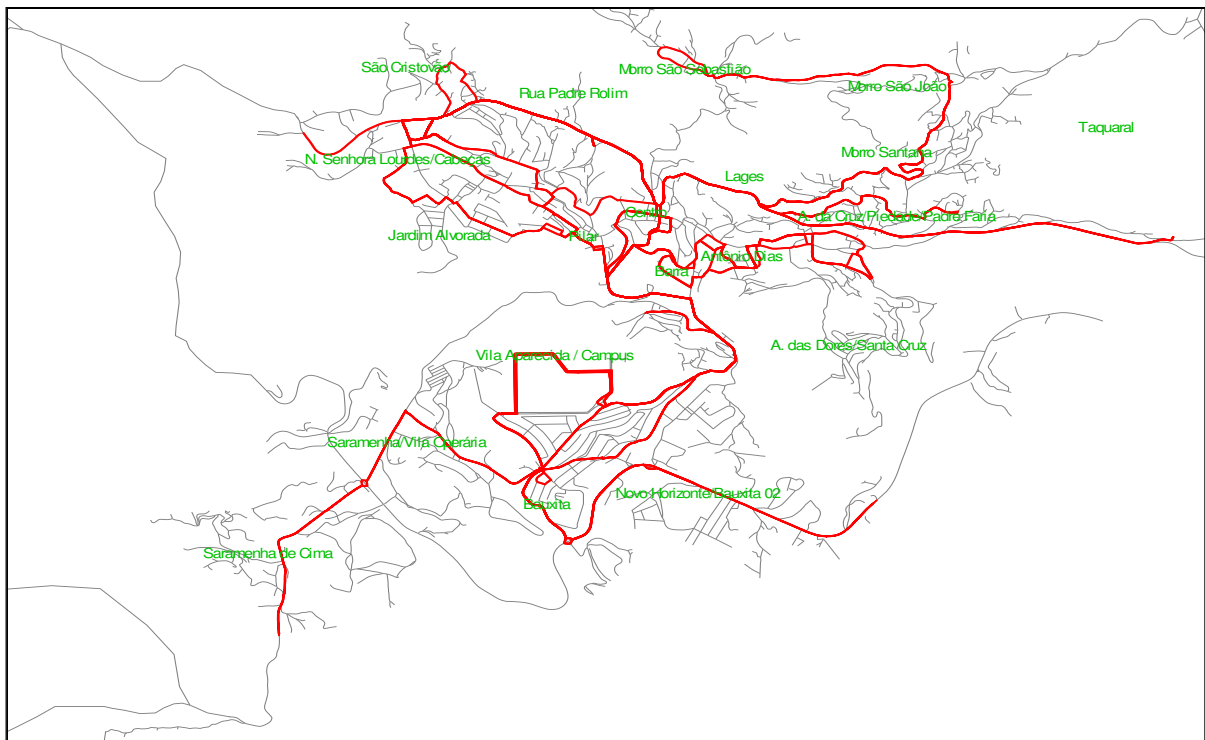 São Cristovão
Morro São Sebastião
Morro São João
Rua Padre Rolim
Taquaral
N. Senhora Lourdes/Cabeças
Morro Santana
Lages
Centro
A. da Cruz/Piedade/Padre Faria
Jardim Alvorada
Pilar
Antônio Dias
Barra
A. das Dores/Santa Cruz
Vila Aparecida / Campus
Saramenha/Vila Operária
Novo Horizonte/Bauxita 02
Bauxita
Saramenha de Cima